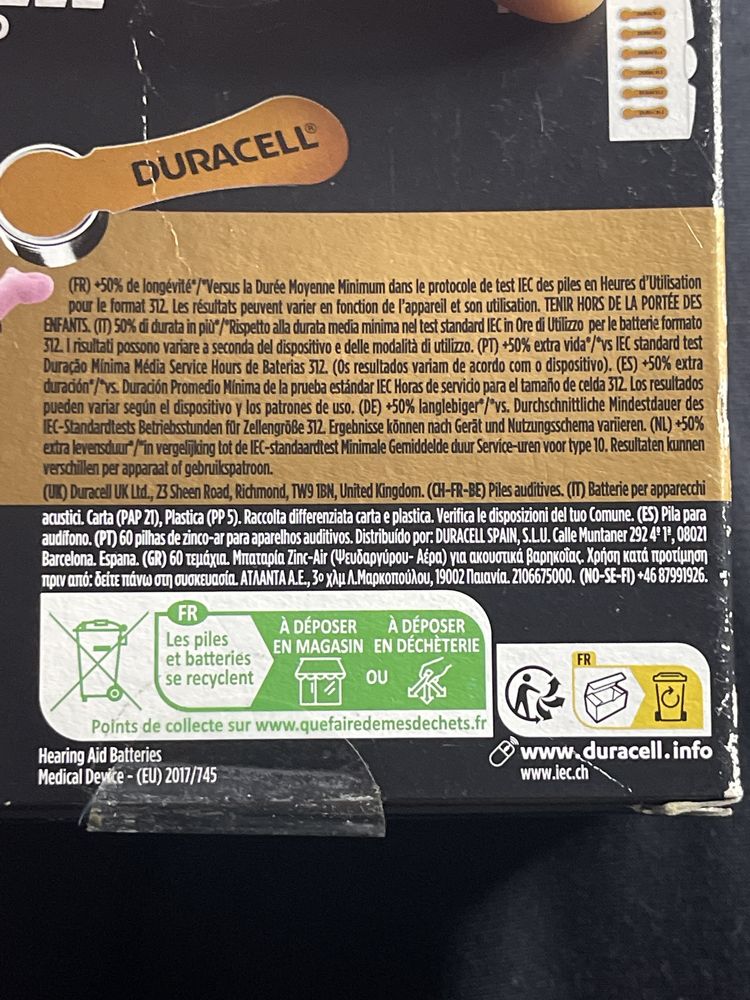 DURACELL®
(FR) +50% de longévité*/*Versus la Durée Moyenne Minimum dans le protocole de test IEC des piles en Heures d'Utilisation
pour le format 312. Les résultats peuvent varier en fonction de l'appareil et son utilisation. TENIR HORS DE LA PORTÉE DES
ENFANTS. (IT) 50% di durata in più*/*Rispetto alla durata media minima nel test standard IEC in Ore di Utilizzo per le batterie formato
312. I risultati possono variare a seconda del dispositivo e delle modalità di utilizzo. (PT) +50% extra vida*/*vs IEC standard test
Duração Mínima Média Service Hours de Baterias 312. (Os resultados variam de acordo com o dispositivo). (ES) +50% extra
duración*/*vs. Duración Promedio Mínima de la prueba estándar IEC Horas de servicio para el tamaño de celda 312. Los resultados
pueden variar según el dispositivo y los patrones de uso. (DE) +50% langlebiger*/*vs. Durchschnittliche Mindestdauer des
IEC-Standardtests Betriebsstunden für Zellengröße 312. Ergebnisse können nach Gerät und Nutzungsschema variieren. (NL) +50%
extra levensduur*/*in vergelijking tot de IEC-standaardtest Minimale Gemiddelde duur Service-uren voor type 10. Resultaten kunnen
verschillen per apparaat of gebruikspatroon.
(UK) Duracell UK Ltd., 23 Sheen Road, Richmond, TW9 1BN, United Kingdom. (CH-FR-BE) Piles auditives. (IT) Batterie per apparecchi
acustici. Carta (PAP 21), Plastica (PP 5). Raccolta differenziata carta e plastica. Verifica le disposizioni del tuo Comune. (ES) Pila para
audífono. (PT) 60 pilhas de zinco-ar para aparelhos auditivos. Distribuído por: DURACELL SPAIN, S.L.U. Calle Muntaner 292 4º 1ª, 08021
Barcelona. Espana. (GR) 60 τεμάχια. Μπαταρία Zinc-Air (Ψευδαργύρου- Αέρα) για ακουστικά βαρηκοΐας. Χρήση κατά προτίμηση
πριν από: δείτε πάνω στη συσκευασία. ΑΤΛΑΝΤΑ Α.Ε., 3ο χλμ Λ.Μαρκοπούλου, 19002 Παιανία. 2106675000. (NO-SE-FI) +46 87991926.
FR
Les piles
et batteries
se recyclent
À DÉPOSER
EN MAGASIN
OU
À DÉPOSER
EN DÉCHÈTERIE
Points de collecte sur www.quefairedemesdechets.fr
FR
Hearing Aid Batteries
Medical Device - (EU) 2017/745
www.duracell.info
www.iec.ch